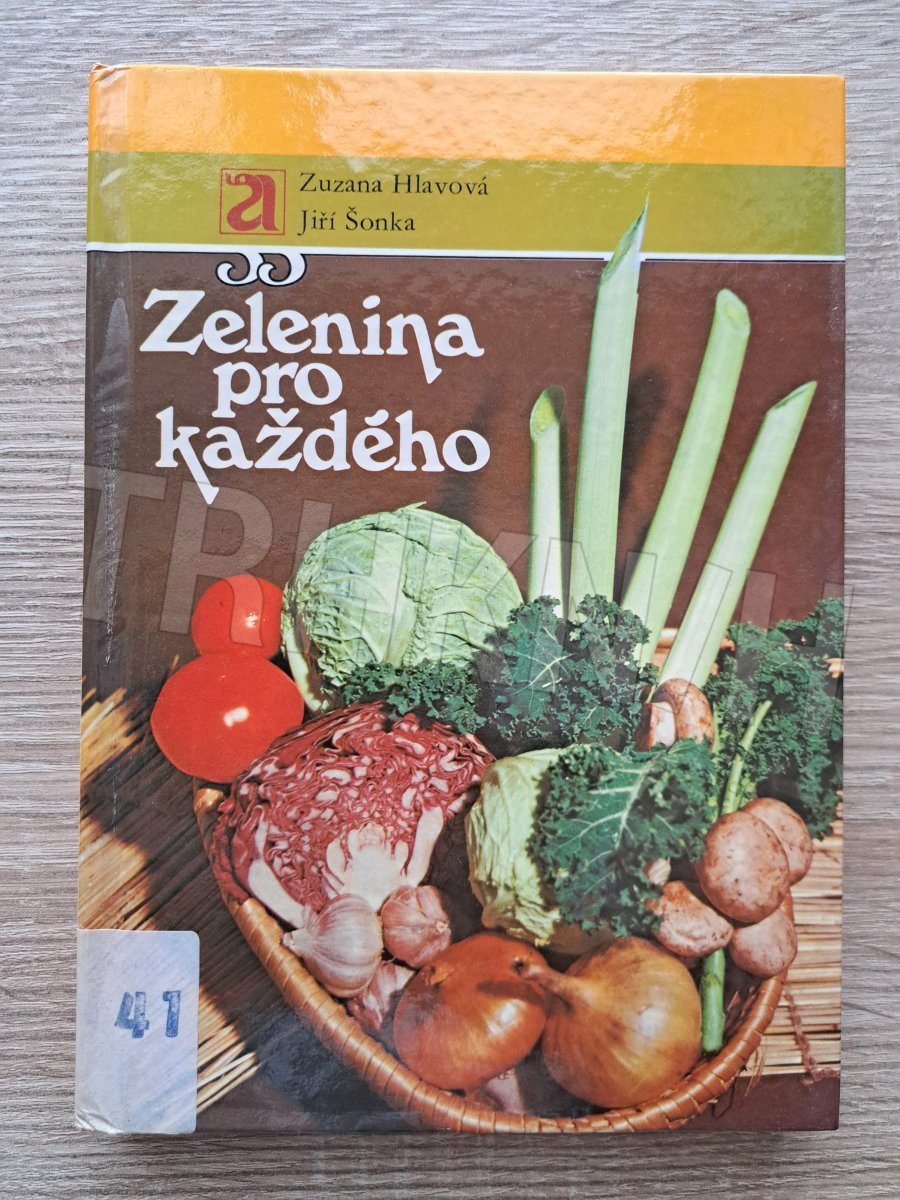 Zuzana Hlavová
Jiří Šonka
Zelenina
pro
každého
41